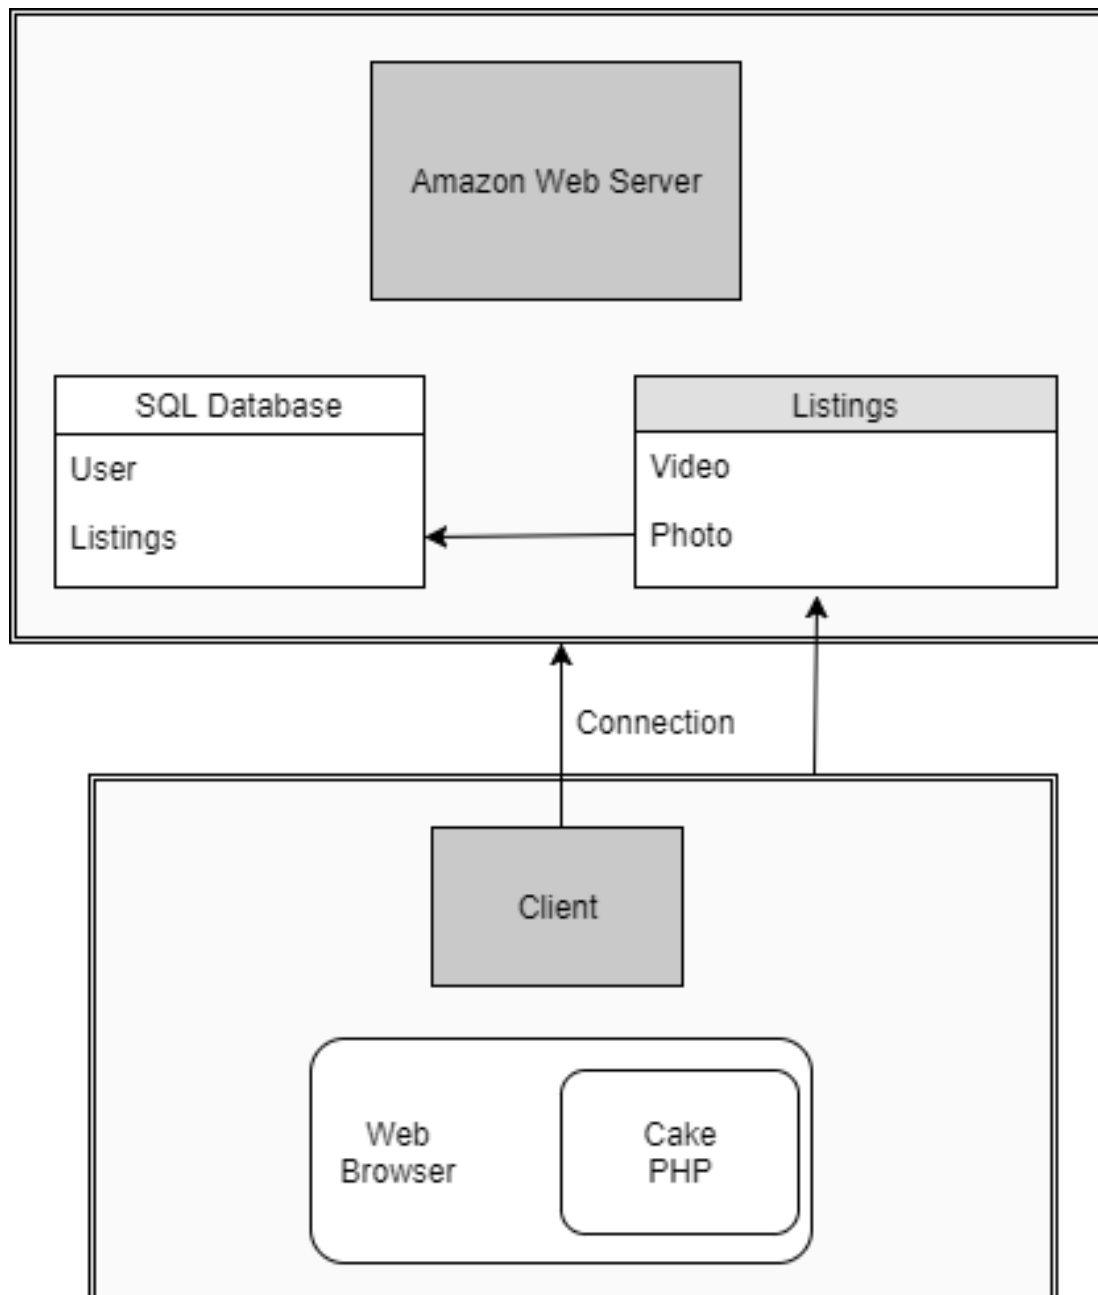 Amazon Web Server
SQL Database
User
Listings
Listings
Video
Photo
Connection
Client
Web
Browser
Cake
PHP